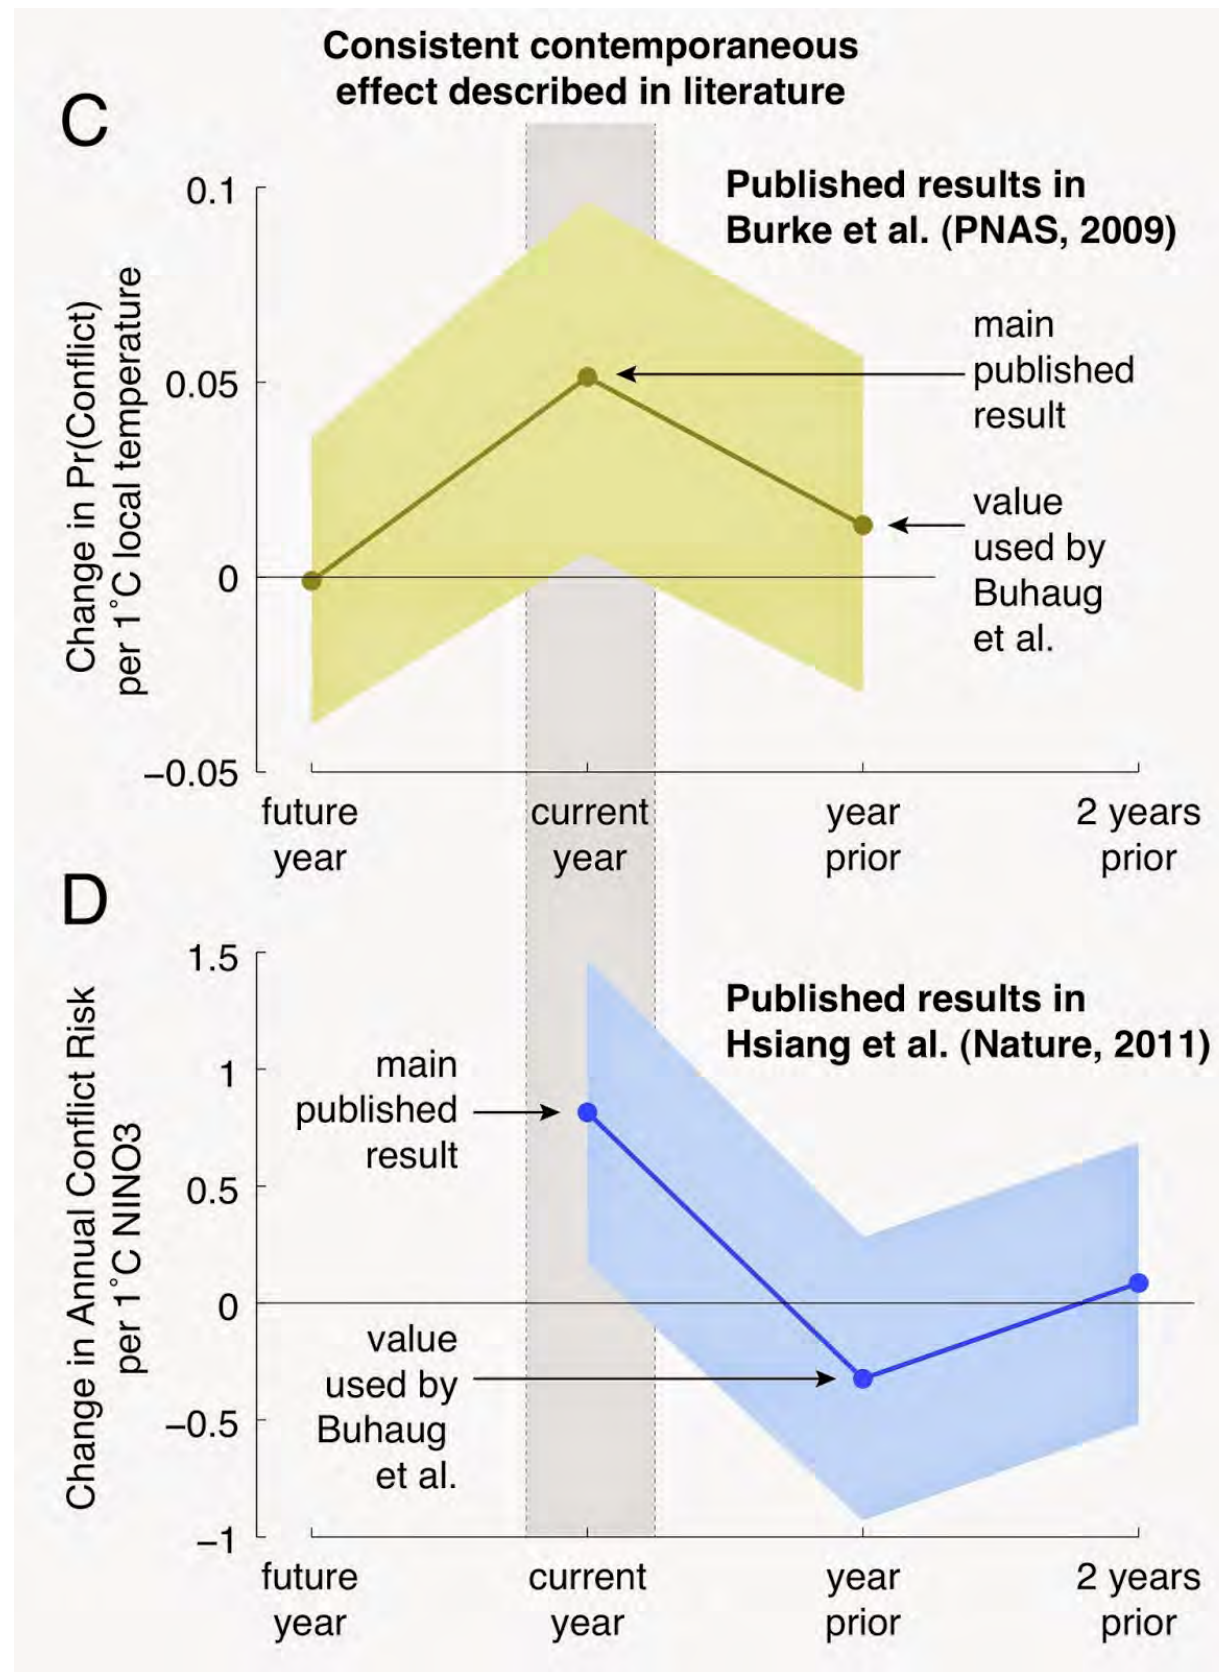 Consistent contemporaneous
effect described in literature
C
Published results in
Burke et al. (PNAS, 2009)
Change in Pr(Conflict)
per 1˚C local temperature
0.1
0.05
0
−0.05
main
published
result
value
used by
Buhaug
et al.
future
year
current
year
year
prior
2 years
prior
D
Published results in
Hsiang et al. (Nature, 2011)
Change in Annual Conflict Risk
per 1˚C NINO3
1.5
1
0.5
0
−0.5
−1
main
published
result
value
used by
Buhaug
et al.
future
year
current
year
year
prior
2 years
prior